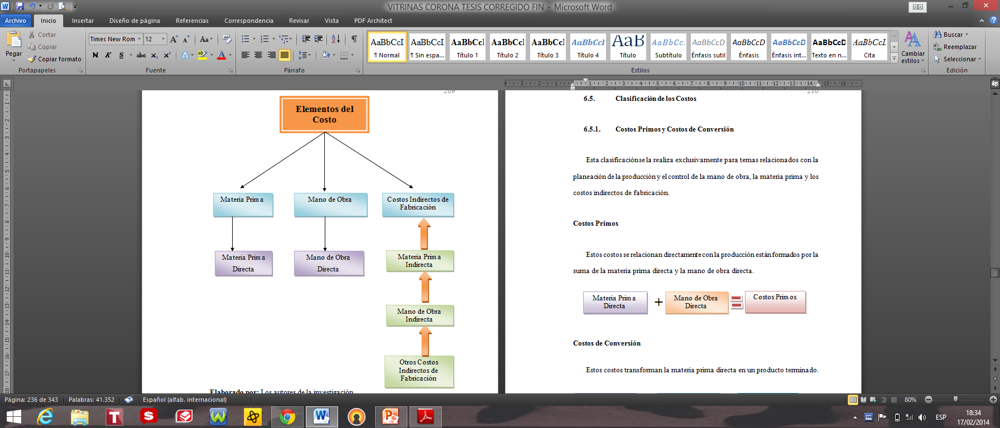 VITRINAS CORONA TESIS CORREGIDO FIN - Microsoft Word
Archivo Inicio Insertar Diseño de página Referencias Correspondencia Revisar Vista PDF Architect
Pegar
Cortar
Copiar
Copiar formato
Portapapeles
Times New Rom 12
Fuente
Párrafo
AaBbCcI AaBbCcI AaBbCcI AaBbCcI AaBbCcI AaBbCcI AaB AaBbCc. AaBbCcD AaBbCcD AaBbCcD AaBbCcD AaBbCcI
¶ Normal ¶ Sin espa... Título 1 Título 2 Título 3 Título 4 Título Subtítulo Énfasis sutil Énfasis Énfasis int... Texto en n... Cita
Estilos
Cambiar
estilos
Buscar
Reemplazar
Seleccionar
Edición
209
Elementos del
Costo
Materia Prima
Mano de Obra
Costos Indirectos de
Fabricación
Materia Prima
Directa
Mano de Obra
Directa
Materia Prima
Indirecta
Mano de Obra
Indirecta
Otros Costos
Indirectos de
Fabricación
Elaborado por: Los autores de la investigación
210
6.5. Clasificación de los Costos
6.5.1. Costos Primos y Costos de Conversión
Esta clasificación se la realiza exclusivamente para temas relacionados con la
planeación de la producción y el control de la mano de obra, la materia prima y los
costos indirectos de fabricación.
Costos Primos
Estos costos se relacionan directamente con la producción están formados por la
suma de la materia prima directa y la mano de obra directa.
Materia Prima
Directa
+
Mano de Obra
Directa
=
Costos Primos
Costos de Conversión
Estos costos transforman la materia prima directa en un producto terminado.
Página: 236 de 343 Palabras: 41.352 Español (alfab. internacional) 80%
ESP
18:34
17/02/2014